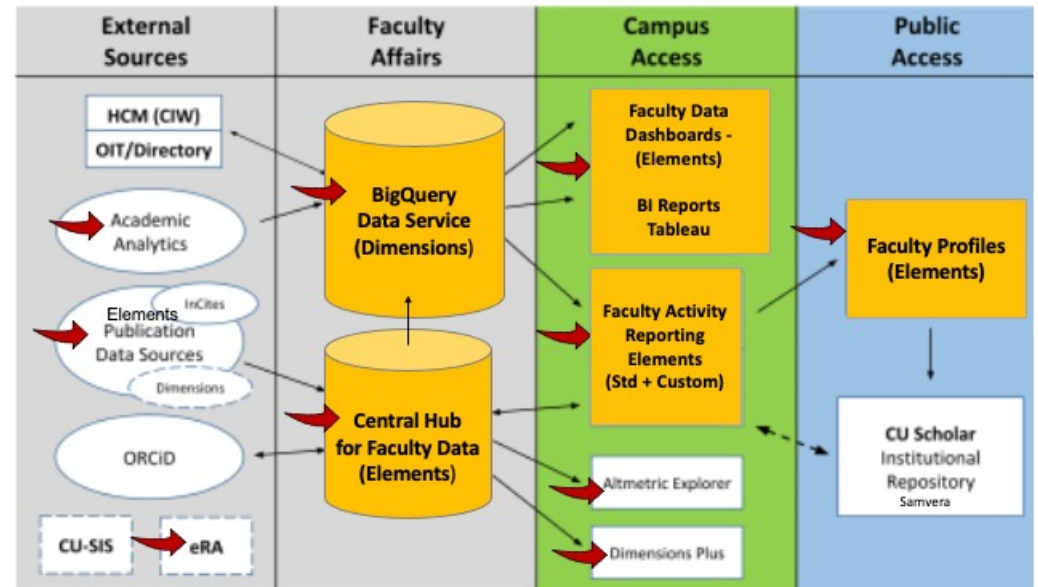 External
Sources
Faculty
Affairs
Campus
Access
Public
Access
HCM (CIW)
OIT/Directory
Academic
Analytics
InCites
Elements
Publication
Data Sources
Dimensions
ORCiD
CU-SIS
eRA
BigQuery
Data Service
(Dimensions)
Central Hub
for Faculty Data
(Elements)
Faculty Data
Dashboards -
(Elements)
BI Reports
Tableau
Faculty Activity
Reporting
Elements
(Std + Custom)
Altmetric Explorer
Dimensions Plus
Faculty Profiles
(Elements)
CU Scholar
Institutional
Repository
Samvera